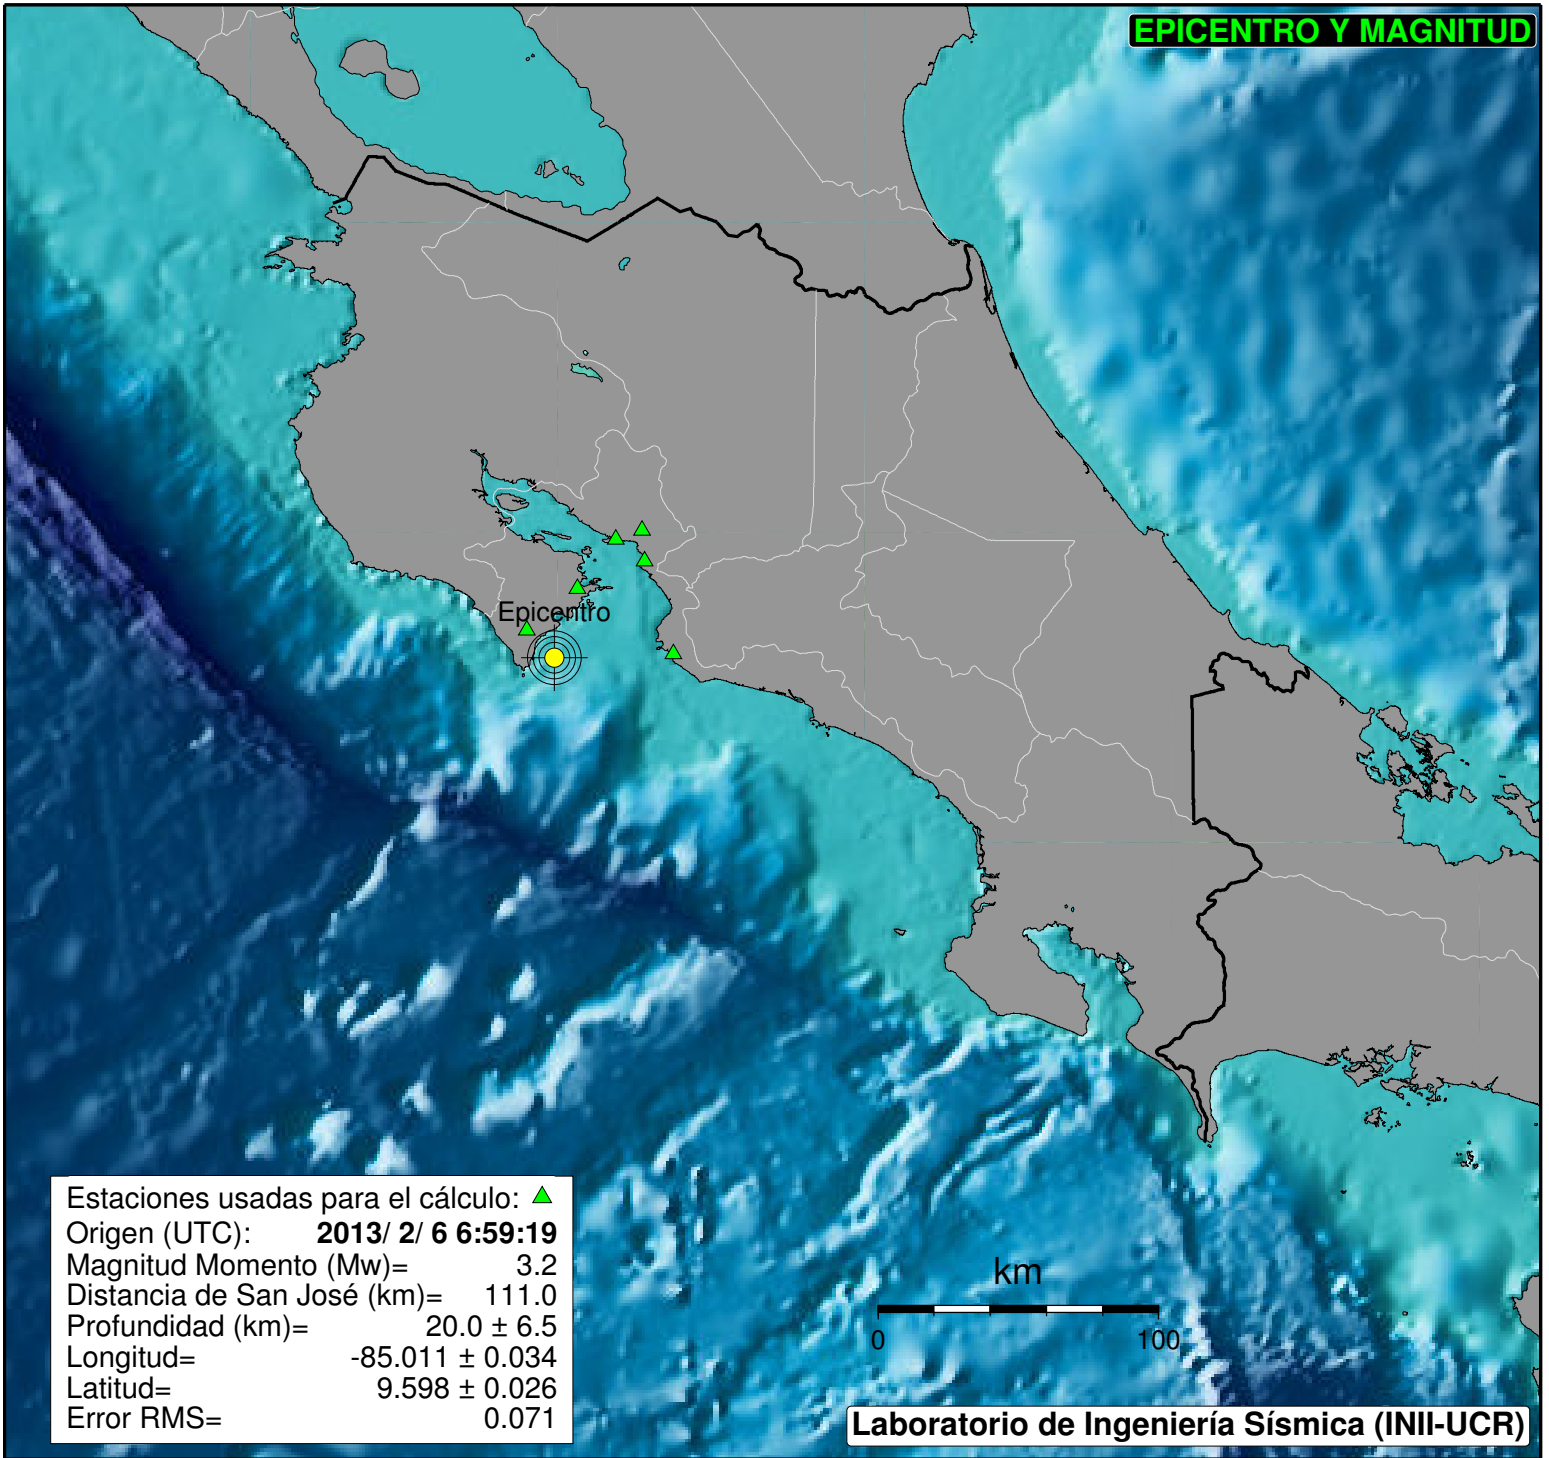 EPICENTRO Y MAGNITUD
Epicentro
Estaciones usadas para el cálculo:
Origen (UTC): 2013/ 2/ 6 6:59:19
Magnitud Momento (Mw)= 3.2
Distancia de San José (km)= 111.0
Profundidad (km)= 20.0 ± 6.5
Longitud= -85.011 ± 0.034
Latitud= 9.598 ± 0.026
Error RMS= 0.071
km
0 100
Laboratorio de Ingeniería Sísmica (INII-UCR)